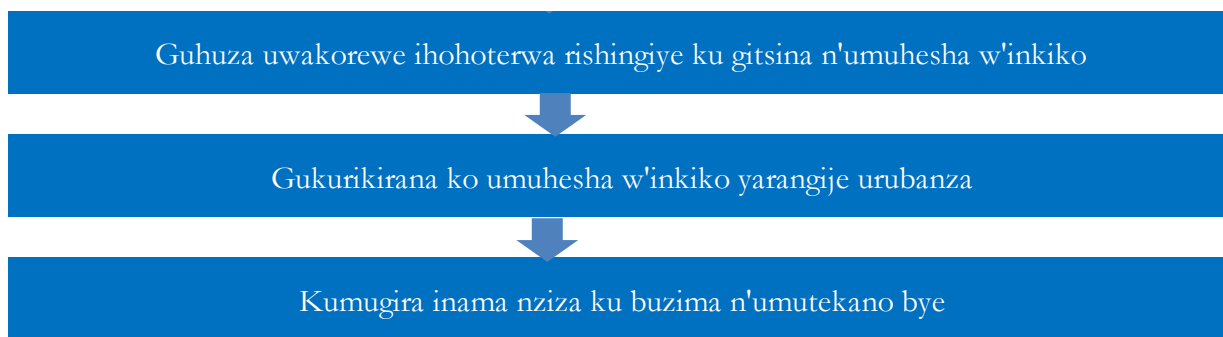 Guhuza uwakorewe ihohoterwa rishingiye ku gitsina n'umuhesha w'inkiko
Gukurikirana ko umuhesha w'inkiko yarangije urubanza
Kumugira inama nziza ku buzima n'umutekano bye